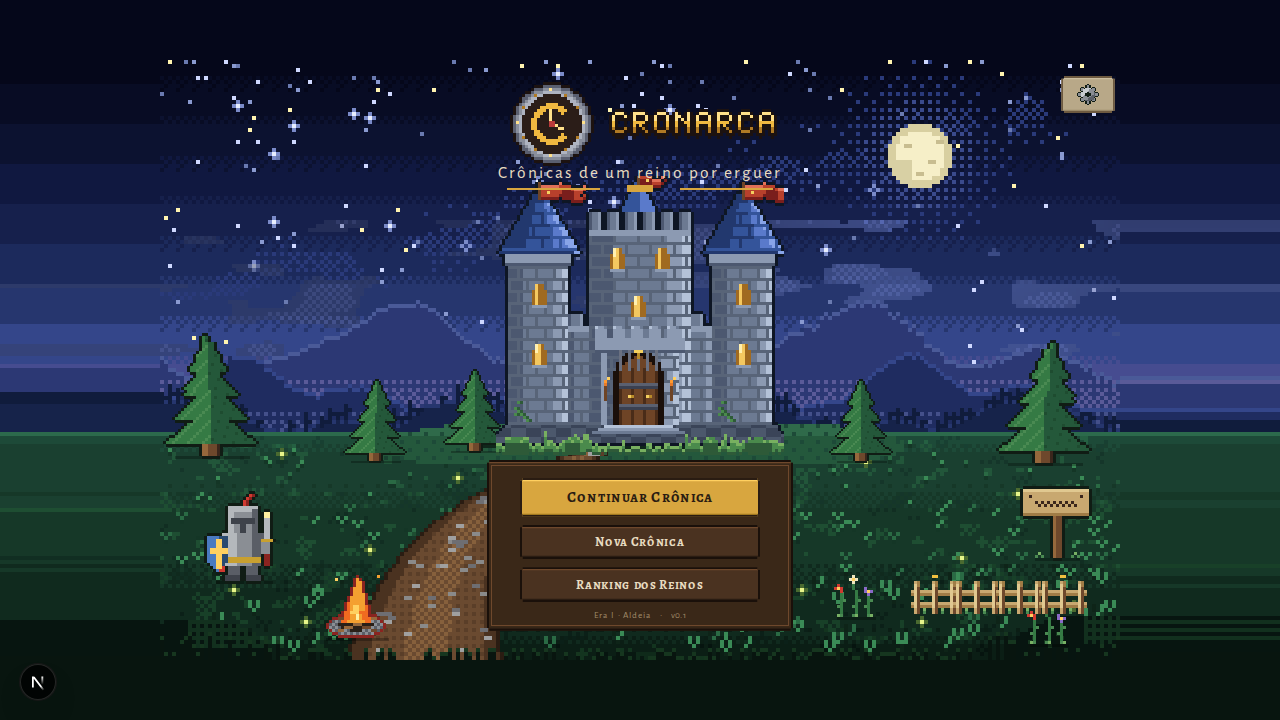 CRONARCA
Crônicas de um reino por erguer
Continuar Crônica
Nova Crônica
Ranking dos Reinos
Era I · Aldeia · v0.1